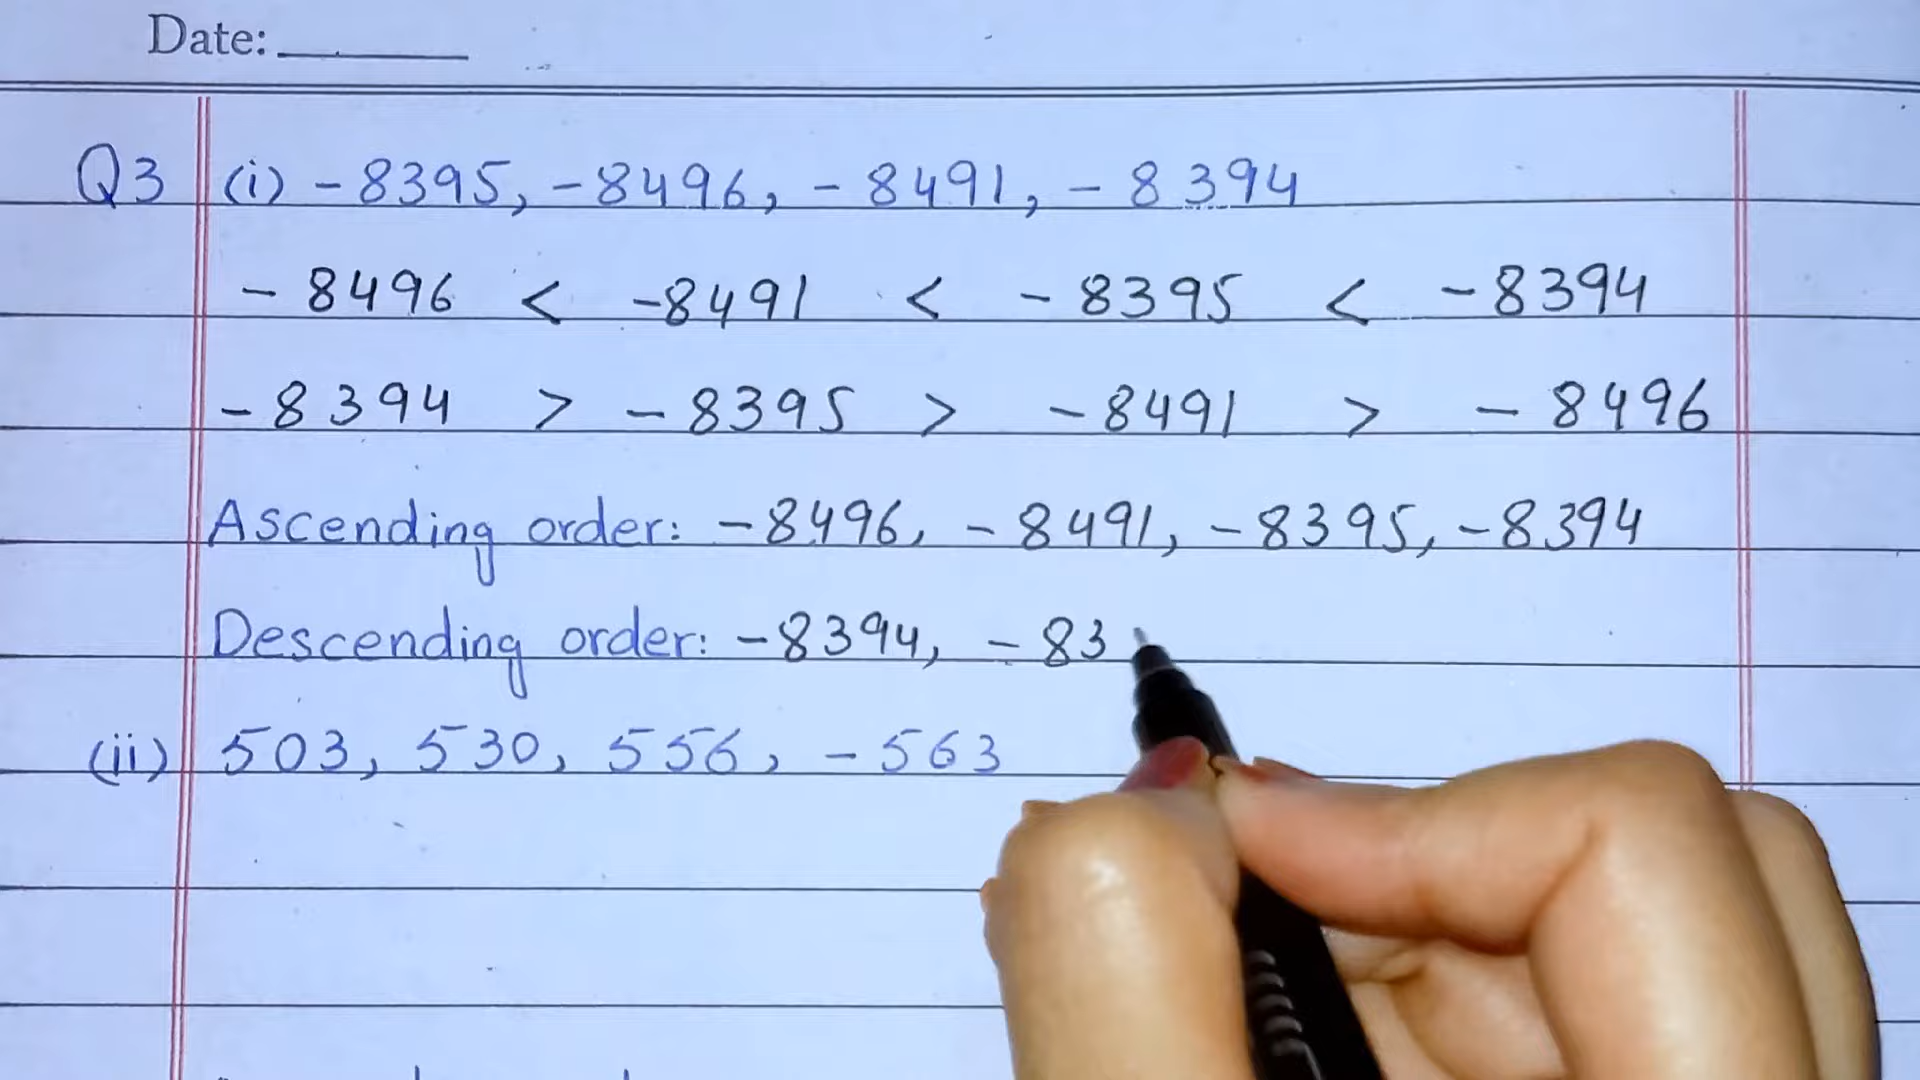 Date:
Q3 (i) -8395, -8496, -8491, -8394
-8496 < -8491 < -8395 < -8394
-8394 > -8395 > -8491 > -8496
Ascending order: -8496, -8491, -8395, -8394
Descending order: -8394, -83
(ii) 503, 530, 556, -563